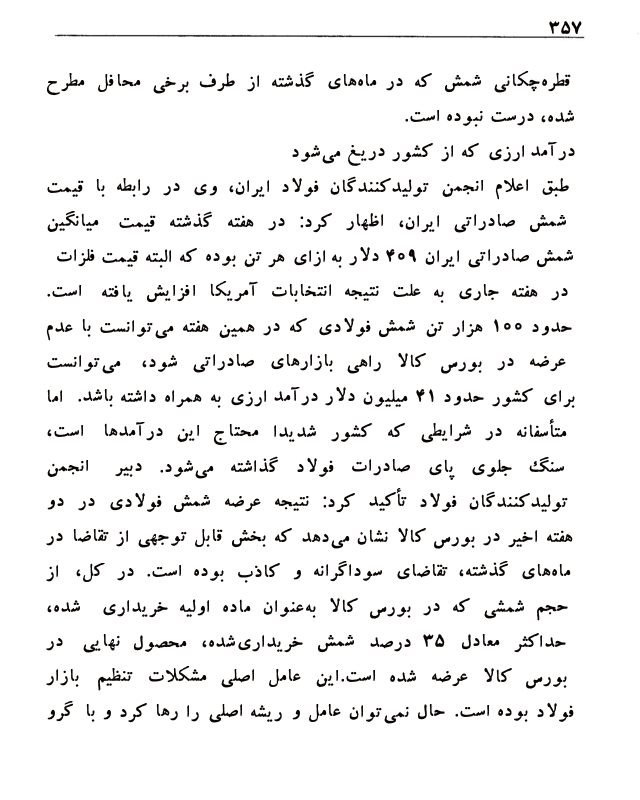 ۳۵۷
قطره‌چکانی شمش که در ماه‌های گذشته از طرف برخی محافل مطرح
شده، درست نبوده است.
درآمد ارزی که از کشور دریغ می‌شود
طبق اعلام انجمن تولیدکنندگان فولاد ایران، وی در رابطه با قیمت
شمش صادراتی ایران، اظهار کرد: در هفته گذشته قیمت میانگین
شمش صادراتی ایران ۴۰۹ دلار به ازای هر تن بوده که البته قیمت فلزات
در هفته جاری به علت نتیجه انتخابات آمریکا افزایش یافته است.
حدود ۱۰۰ هزار تن شمش فولادی که در همین هفته می‌توانست با عدم
عرضه در بورس کالا راهی بازارهای صادراتی شود، می‌توانست
برای کشور حدود ۴۱ میلیون دلار درآمد ارزی به همراه داشته باشد. اما
متأسفانه در شرایطی که کشور شدیدا محتاج این درآمدها است،
سنگ جلوی پای صادرات فولاد گذاشته می‌شود. دبیر انجمن
تولیدکنندگان فولاد تأکید کرد: نتیجه عرضه شمش فولادی در دو
هفته اخیر در بورس کالا نشان می‌دهد که بخش قابل توجهی از تقاضا در
ماه‌های گذشته، تقاضای سوداگرانه و کاذب بوده است. در کل، از
حجم شمشی که در بورس کالا به‌عنوان ماده اولیه خریداری شده،
حداکثر معادل ۳۵ درصد شمش خریداری‌شده، محصول نهایی در
بورس کالا عرضه شده است.این عامل اصلی مشکلات تنظیم بازار
فولاد بوده است. حال نمی‌توان عامل و ریشه اصلی را رها کرد و با گرو